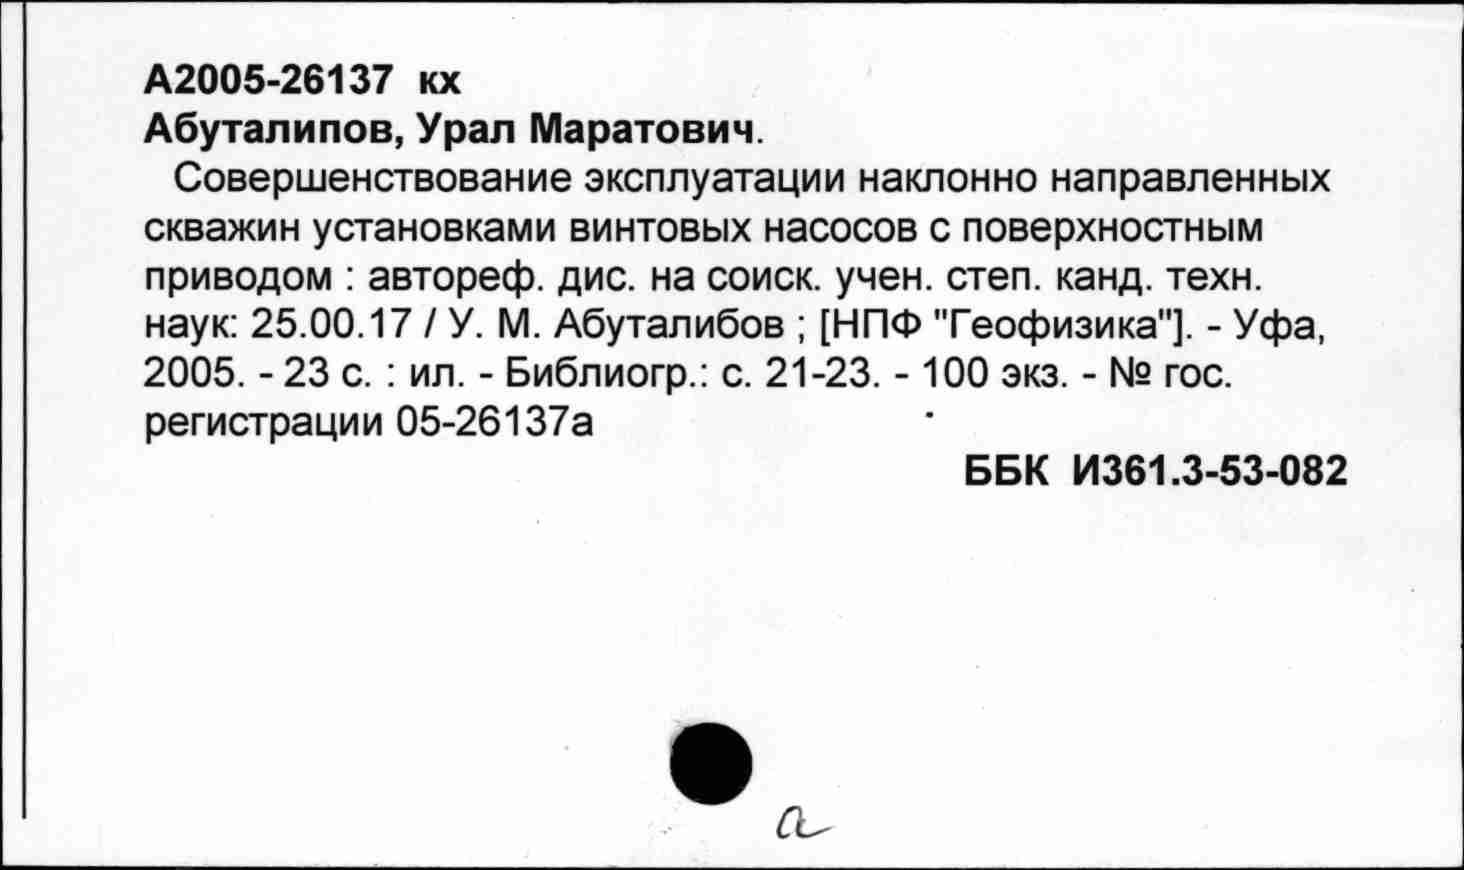 А2005-26137 кх
Абуталипов, Урал Маратович.
Совершенствование эксплуатации наклонно направленных
скважин установками винтовых насосов с поверхностным
приводом : автореф. дис. на соиск. учен. степ. канд. техн.
наук: 25.00.17 / У. М. Абуталибов ; [НПФ "Геофизика"]. - Уфа,
2005. - 23 с. : ил. - Библиогр.: с. 21-23. - 100 экз. - № гос.
регистрации 05-26137а
ББК И361.3-53-082
а